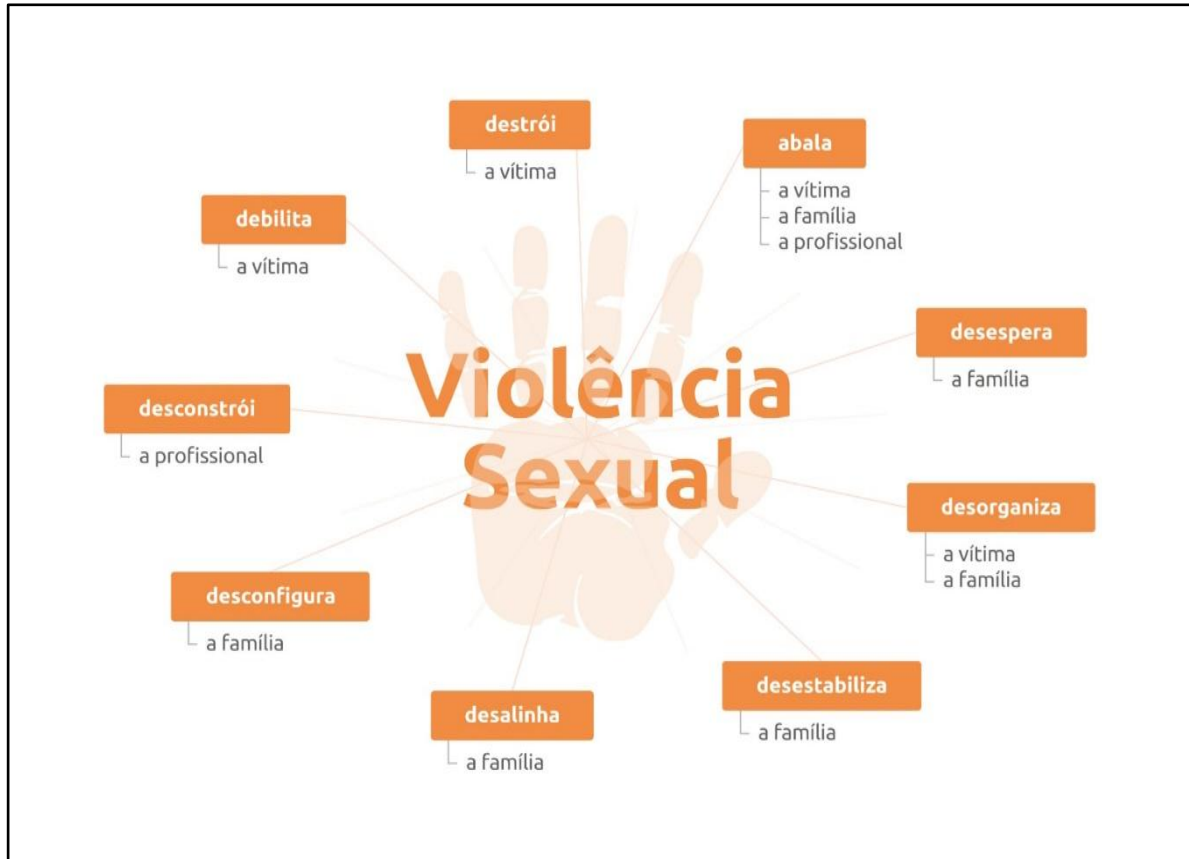 destrói
a vítima
abala
a vítima
a família
a profissional
debilita
a vítima
desespera
a família
Violência
Sexual
desconstrói
a profissional
desorganiza
a vítima
a família
desconfigura
a família
desestabiliza
a família
desalinha
a família